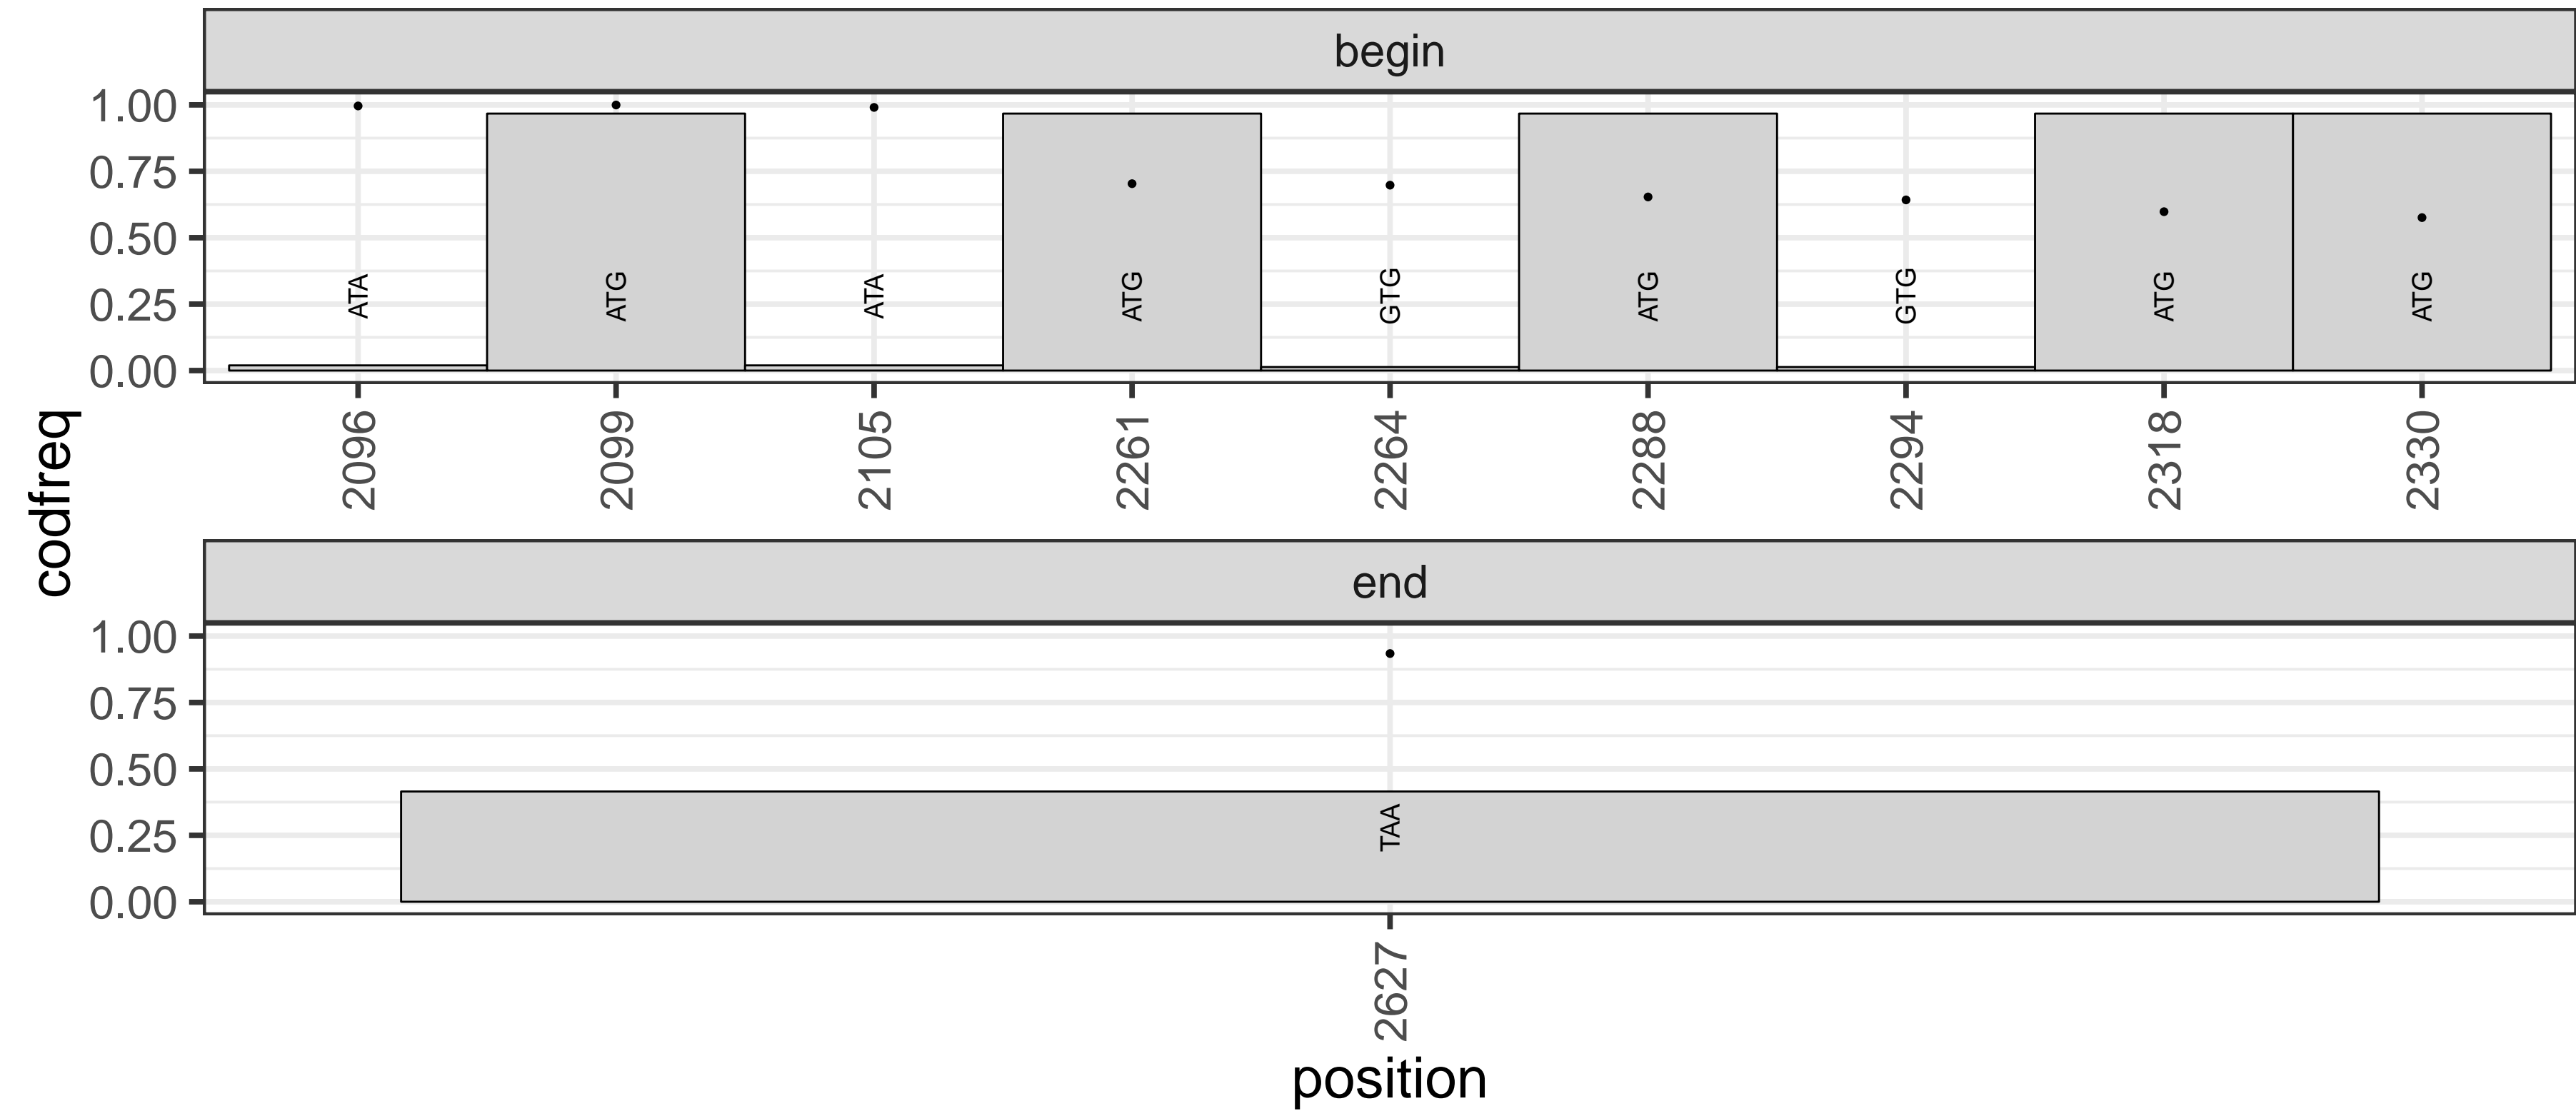 begin
1.00
0.75
0.50
0.25
0.00
ATA
ATG
ATA
ATG
GTG
ATG
GTG
ATG
ATG
2096
2099
2105
2261
2264
2288
2294
2318
2330
codfreq
end
1.00
0.75
0.50
0.25
0.00
TAA
2627
position